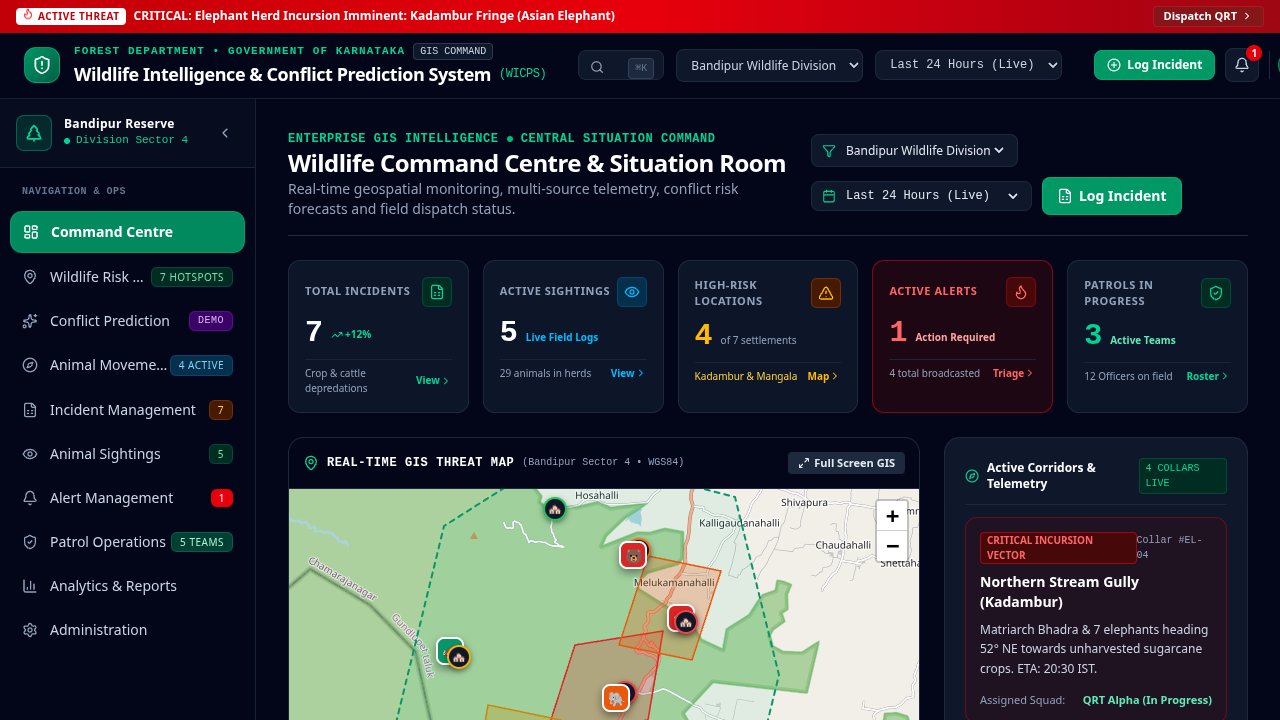 ACTIVE THREAT CRITICAL: Elephant Herd Incursion Imminent: Kadambur Fringe (Asian Elephant) Dispatch QRT
FOREST DEPARTMENT • GOVERNMENT OF KARNATAKA GIS COMMAND
Wildlife Intelligence & Conflict Prediction System (WICPS)
⌘K
Bandipur Wildlife Division
Last 24 Hours (Live)
Log Incident
1
Bandipur Reserve
Division Sector 4
NAVIGATION & OPS
Command Centre
Wildlife Risk ... 7 HOTSPOTS
Conflict Prediction DEMO
Animal Moveme... 4 ACTIVE
Incident Management 7
Animal Sightings 5
Alert Management 1
Patrol Operations 5 TEAMS
Analytics & Reports
Administration
ENTERPRISE GIS INTELLIGENCE ● CENTRAL SITUATION COMMAND
Wildlife Command Centre & Situation Room
Real-time geospatial monitoring, multi-source telemetry, conflict risk
forecasts and field dispatch status.
Bandipur Wildlife Division
Last 24 Hours (Live)
Log Incident
TOTAL INCIDENTS
7 +12%
Crop & cattle
depredations
View
ACTIVE SIGHTINGS
5 Live Field Logs
29 animals in herds View
HIGH-RISK
LOCATIONS
4 of 7 settlements
Kadambur & Mangala Map
ACTIVE ALERTS
1 Action Required
4 total broadcasted Triage
PATROLS IN
PROGRESS
3 Active Teams
12 Officers on field Roster
REAL-TIME GIS THREAT MAP (Bandipur Sector 4 • WGS84)
Full Screen GIS
Hosahalli
Shivapura
Kalligaudanahalli
Chaudahalli
Melukamanahalli
Chamarajanagar
+
−
Active Corridors &
Telemetry
4 COLLARS
LIVE
CRITICAL INCURSION
VECTOR
Collar #EL-
04
Northern Stream Gully
(Kadambur)
Matriarch Bhadra & 7 elephants heading
52° NE towards unharvested sugarcane
crops. ETA: 20:30 IST.
Assigned Squad: QRT Alpha (In Progress)